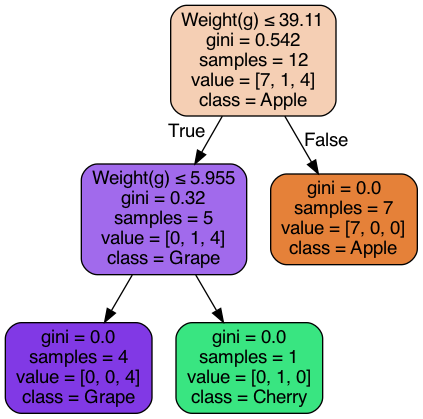 Weight(g) ≤ 39.11
gini = 0.542
samples = 12
value = [7, 1, 4]
class = Apple
True
False
Weight(g) ≤ 5.955
gini = 0.32
samples = 5
value = [0, 1, 4]
class = Grape
gini = 0.0
samples = 7
value = [7, 0, 0]
class = Apple
gini = 0.0
samples = 4
value = [0, 0, 4]
class = Grape
gini = 0.0
samples = 1
value = [0, 1, 0]
class = Cherry